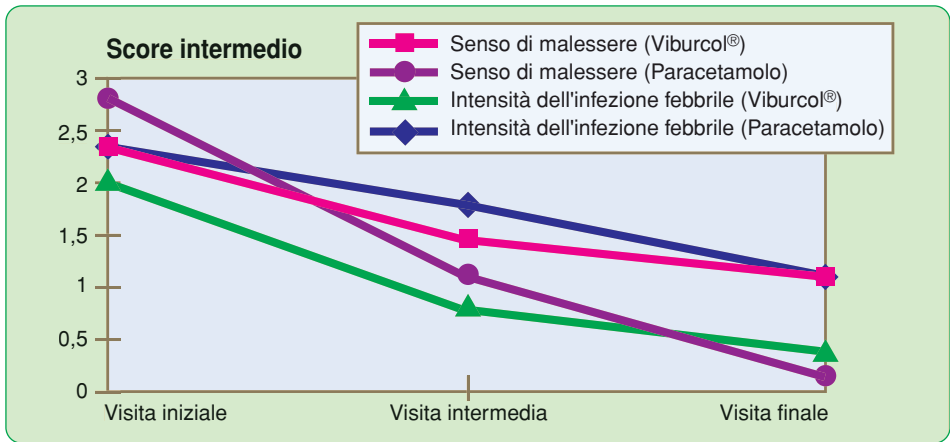 Score intermedio
Senso di malessere (Viburcol®)
Senso di malessere (Paracetamolo)
Intensità dell'infezione febbrile (Viburcol®)
Intensità dell'infezione febbrile (Paracetamolo)
3
2,5
2
1,5
1
0,5
0
Visita iniziale Visita intermedia Visita finale